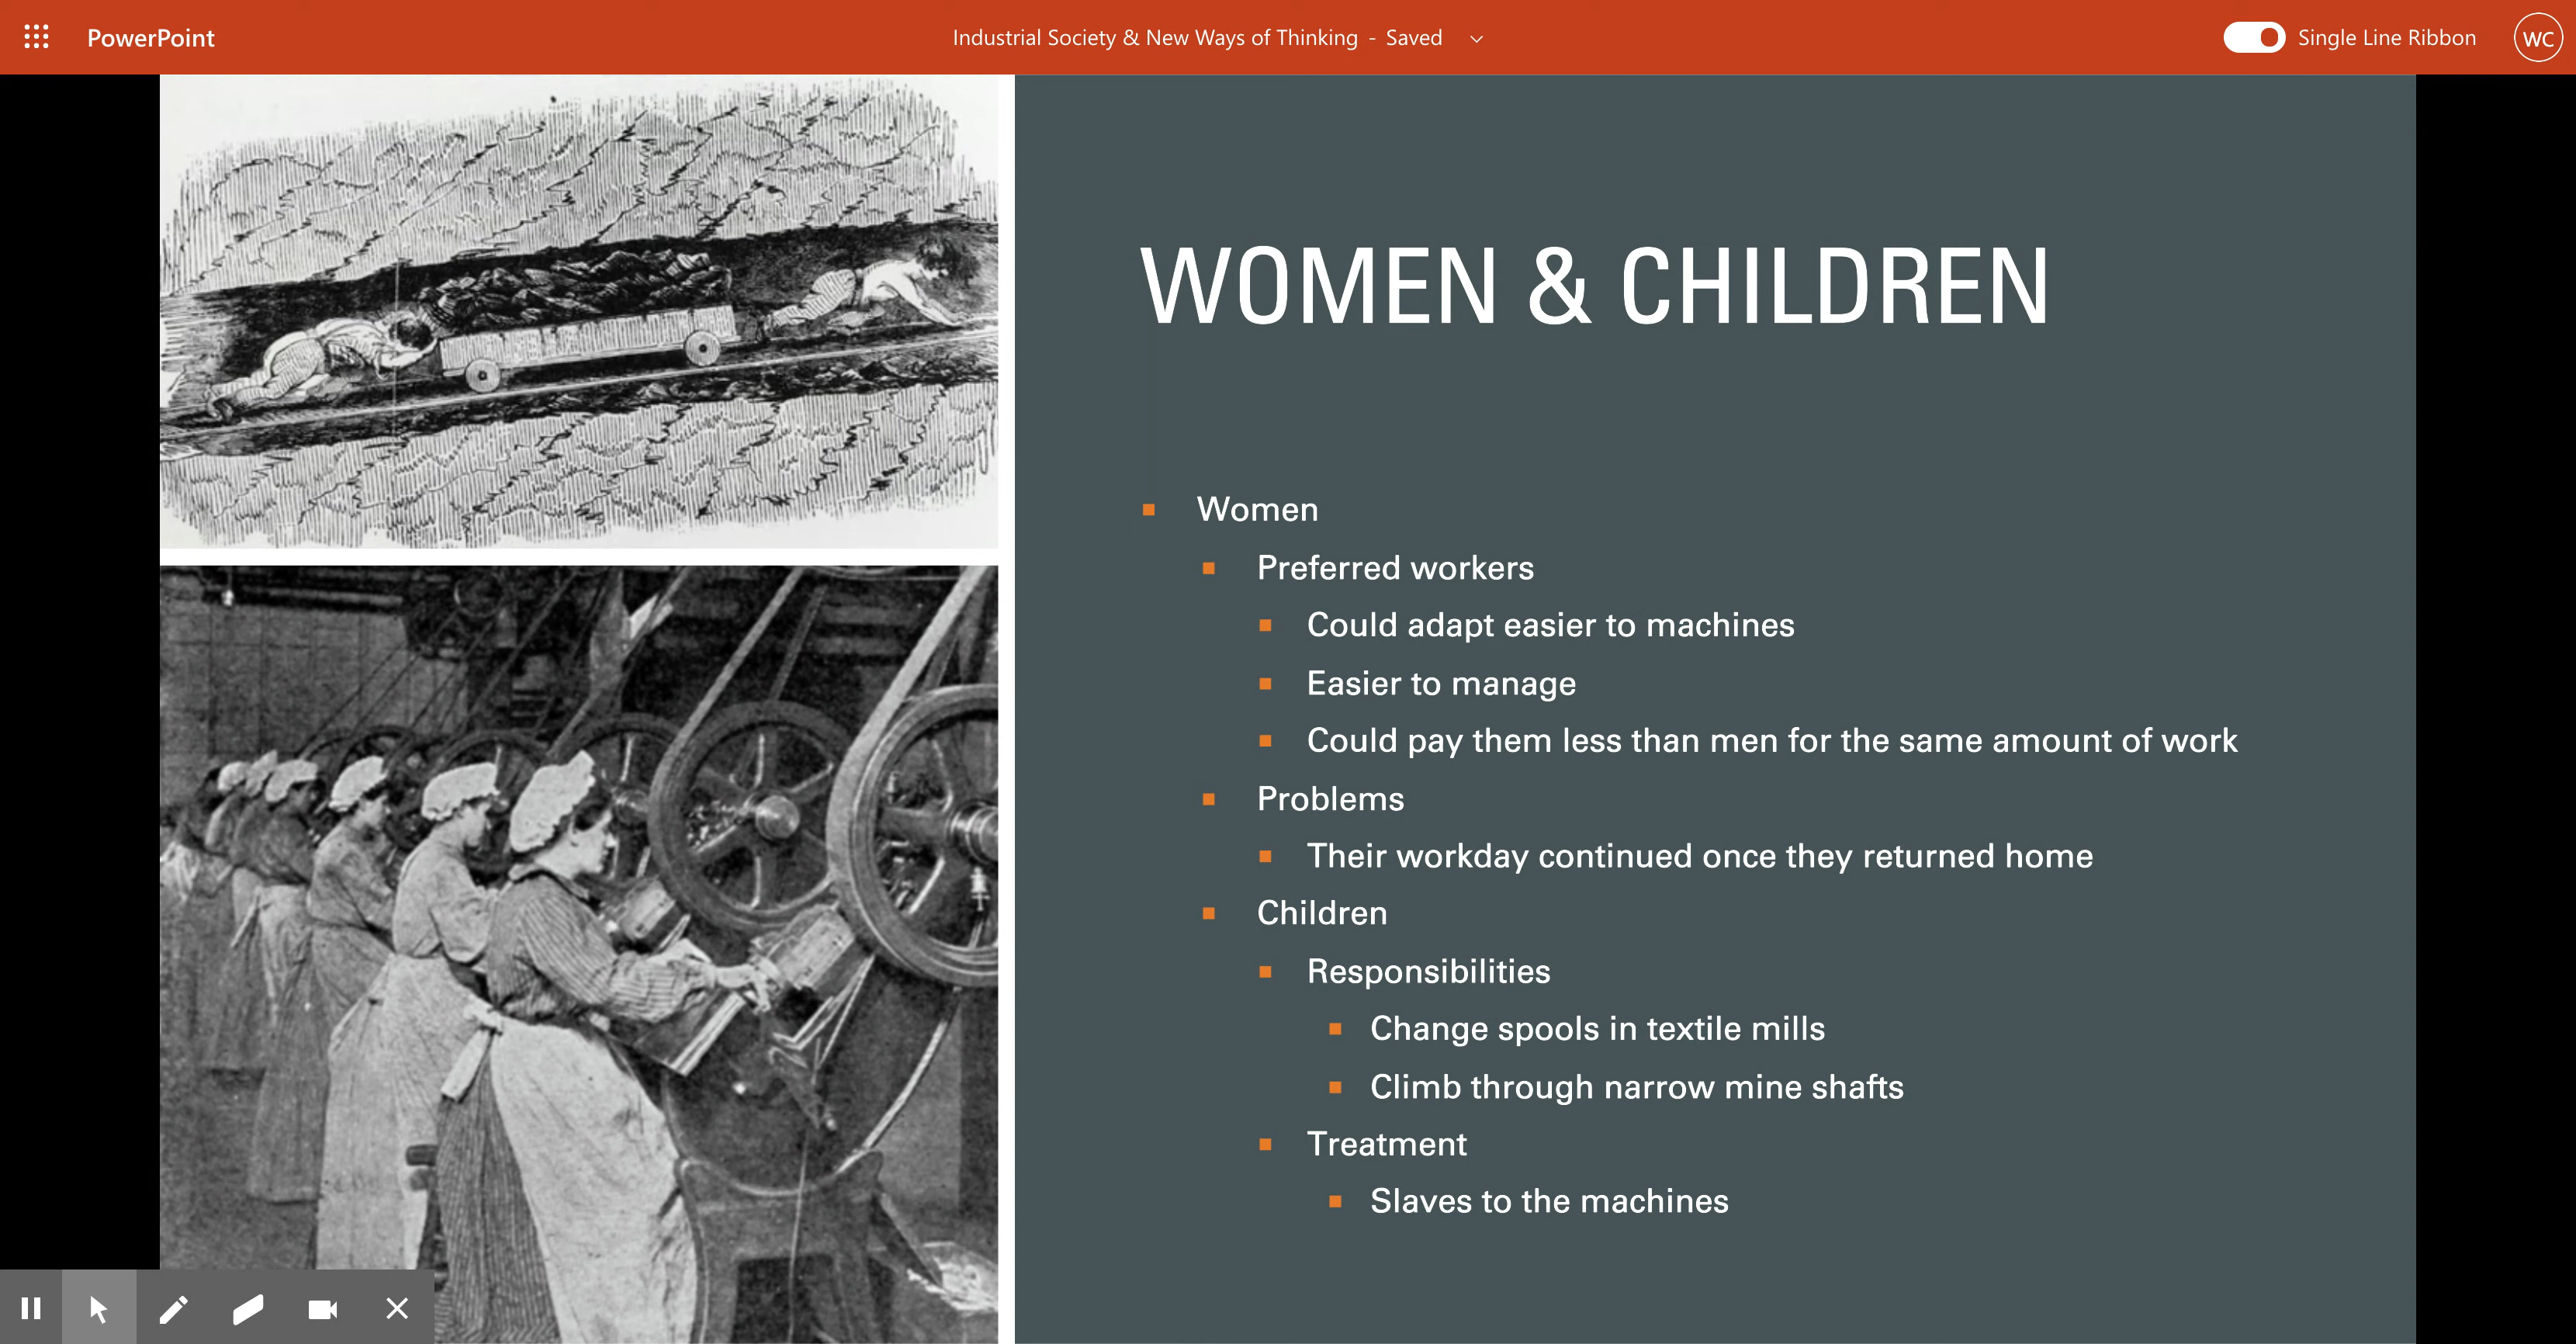 PowerPoint
Industrial Society & New Ways of Thinking - Saved
Single Line Ribbon
WC
WOMEN & CHILDREN
Women
Preferred workers
Could adapt easier to machines
Easier to manage
Could pay them less than men for the same amount of work
Problems
Their workday continued once they returned home
Children
Responsibilities
Change spools in textile mills
Climb through narrow mine shafts
Treatment
Slaves to the machines